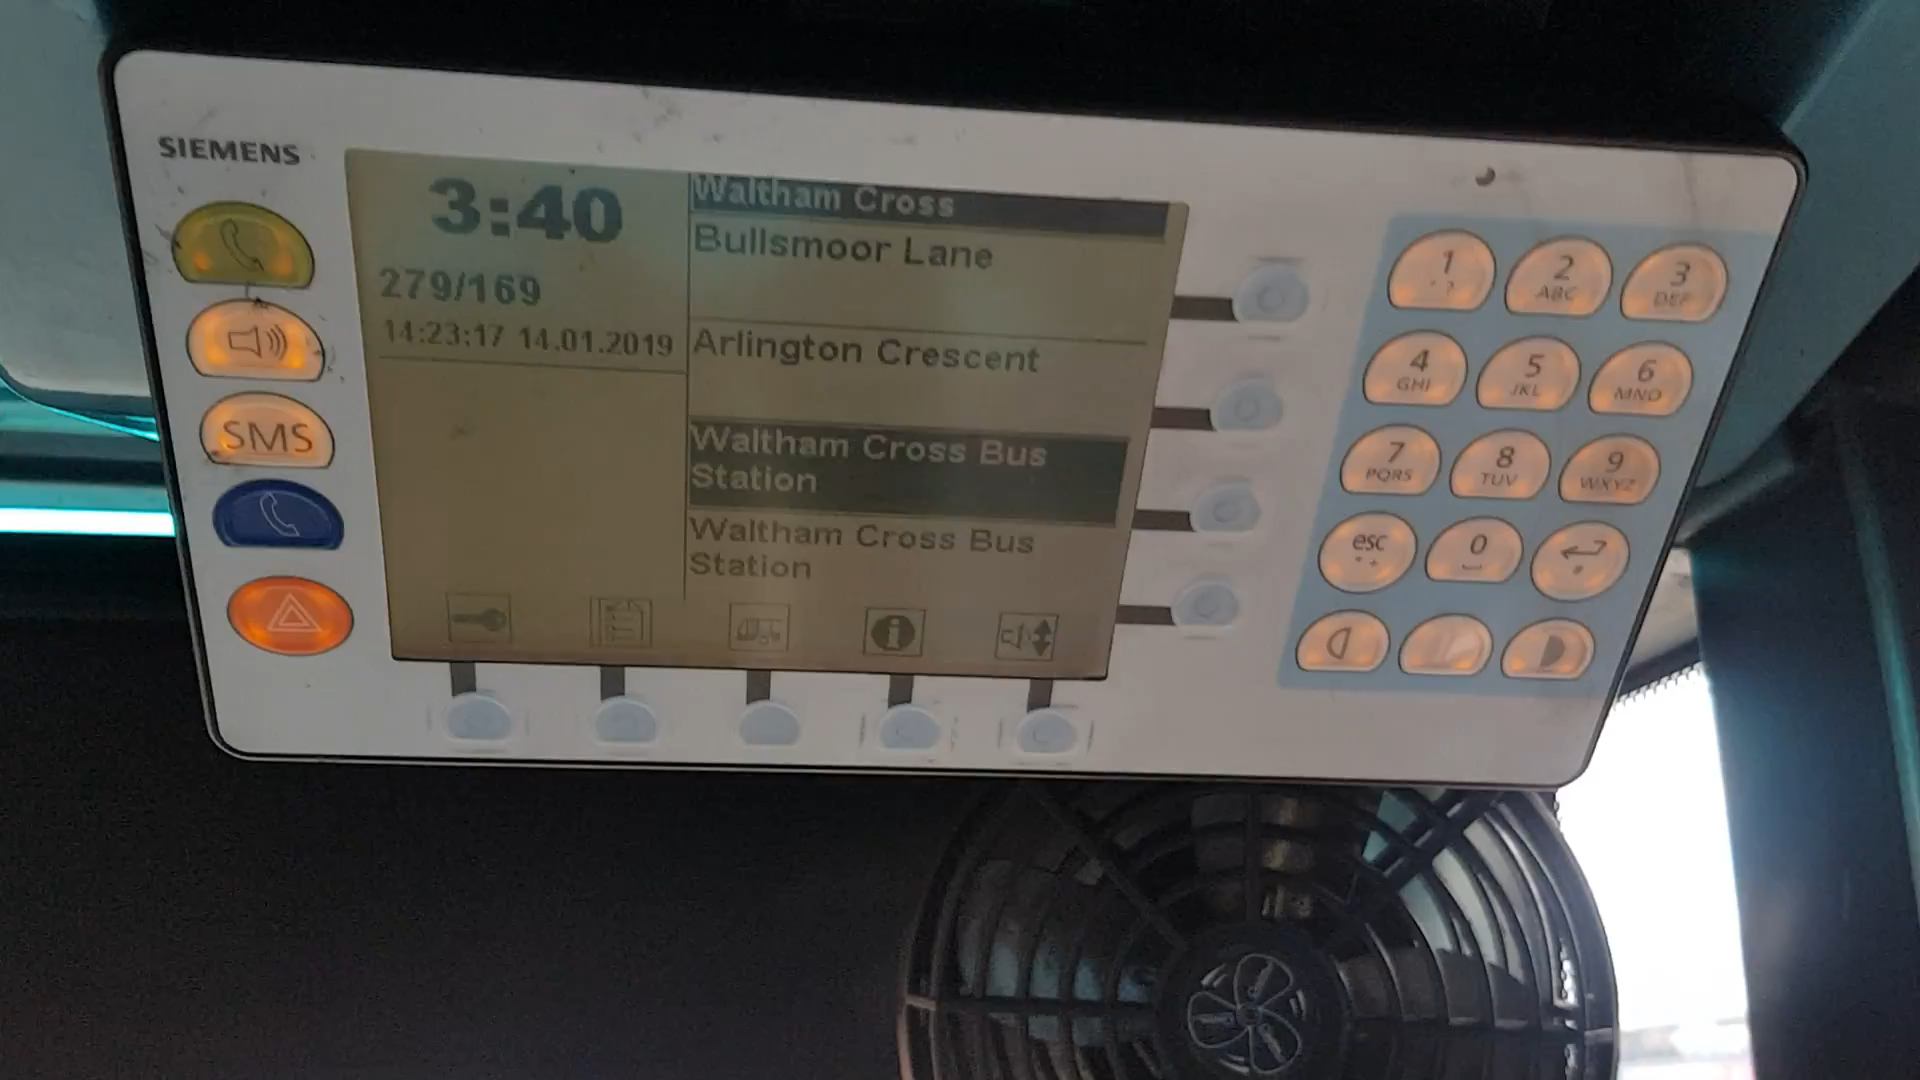 SIEMENS
3:40
279/169
14:23:17 14.01.2019
Waltham Cross
Bullsmoor Lane
Arlington Crescent
Waltham Cross Bus
Station
Waltham Cross Bus
Station
SMS
1
. ?
2
ABC
3
DEF
4
GHI
5
JKL
6
MNO
7
PQRS
8
TUV
9
WXYZ
esc
* +
0
#